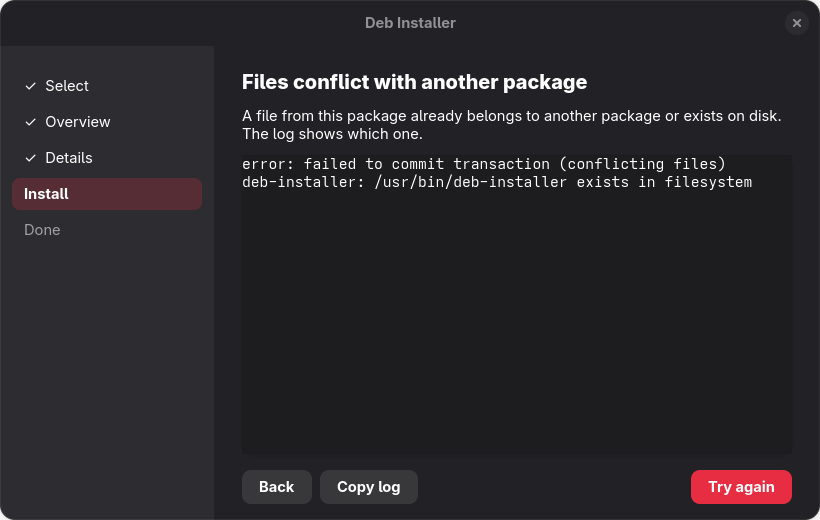 Deb Installer
✓ Select
✓ Overview
✓ Details
Install
Done
Files conflict with another package
A file from this package already belongs to another package or exists on disk.
The log shows which one.
error: failed to commit transaction (conflicting files)
deb-installer: /usr/bin/deb-installer exists in filesystem
Back
Copy log
Try again